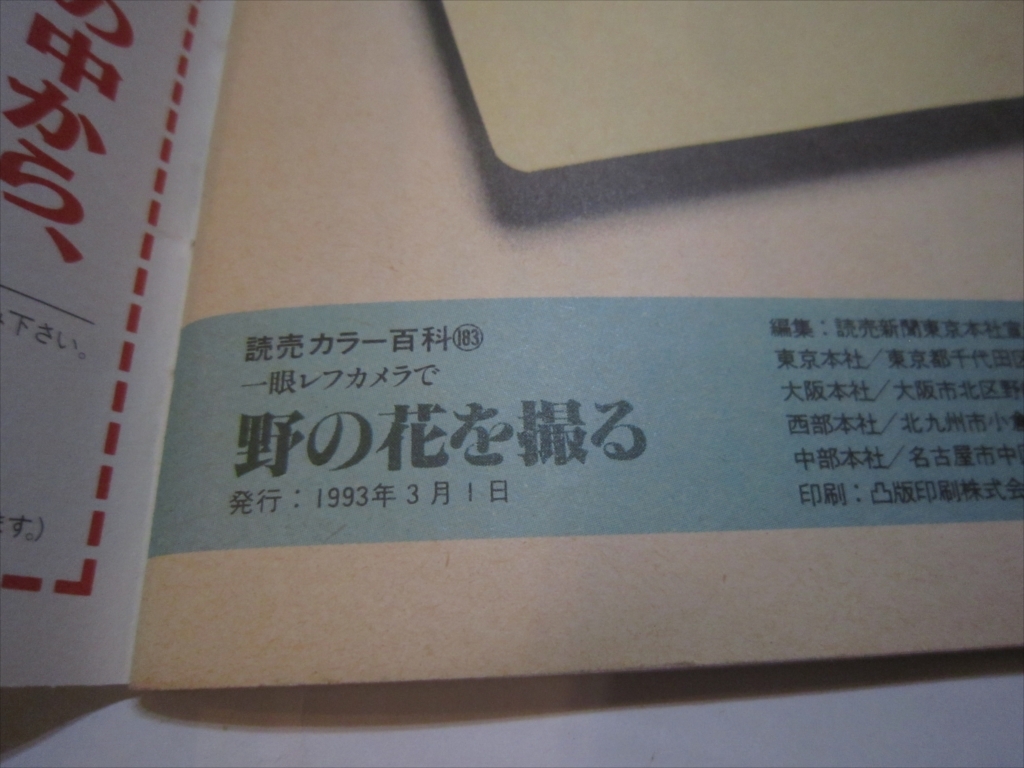 の中から、
下さい。
ます。)
読売カラー百科183
一眼レフカメラで
野の花を撮る
発行：1993年3月1日
編集：読売新聞東京本社
東京本社／東京都千代田区
大阪本社／大阪市北区野
西部本社／北九州市小倉
中部本社／名古屋市中
印刷：凸版印刷株式会